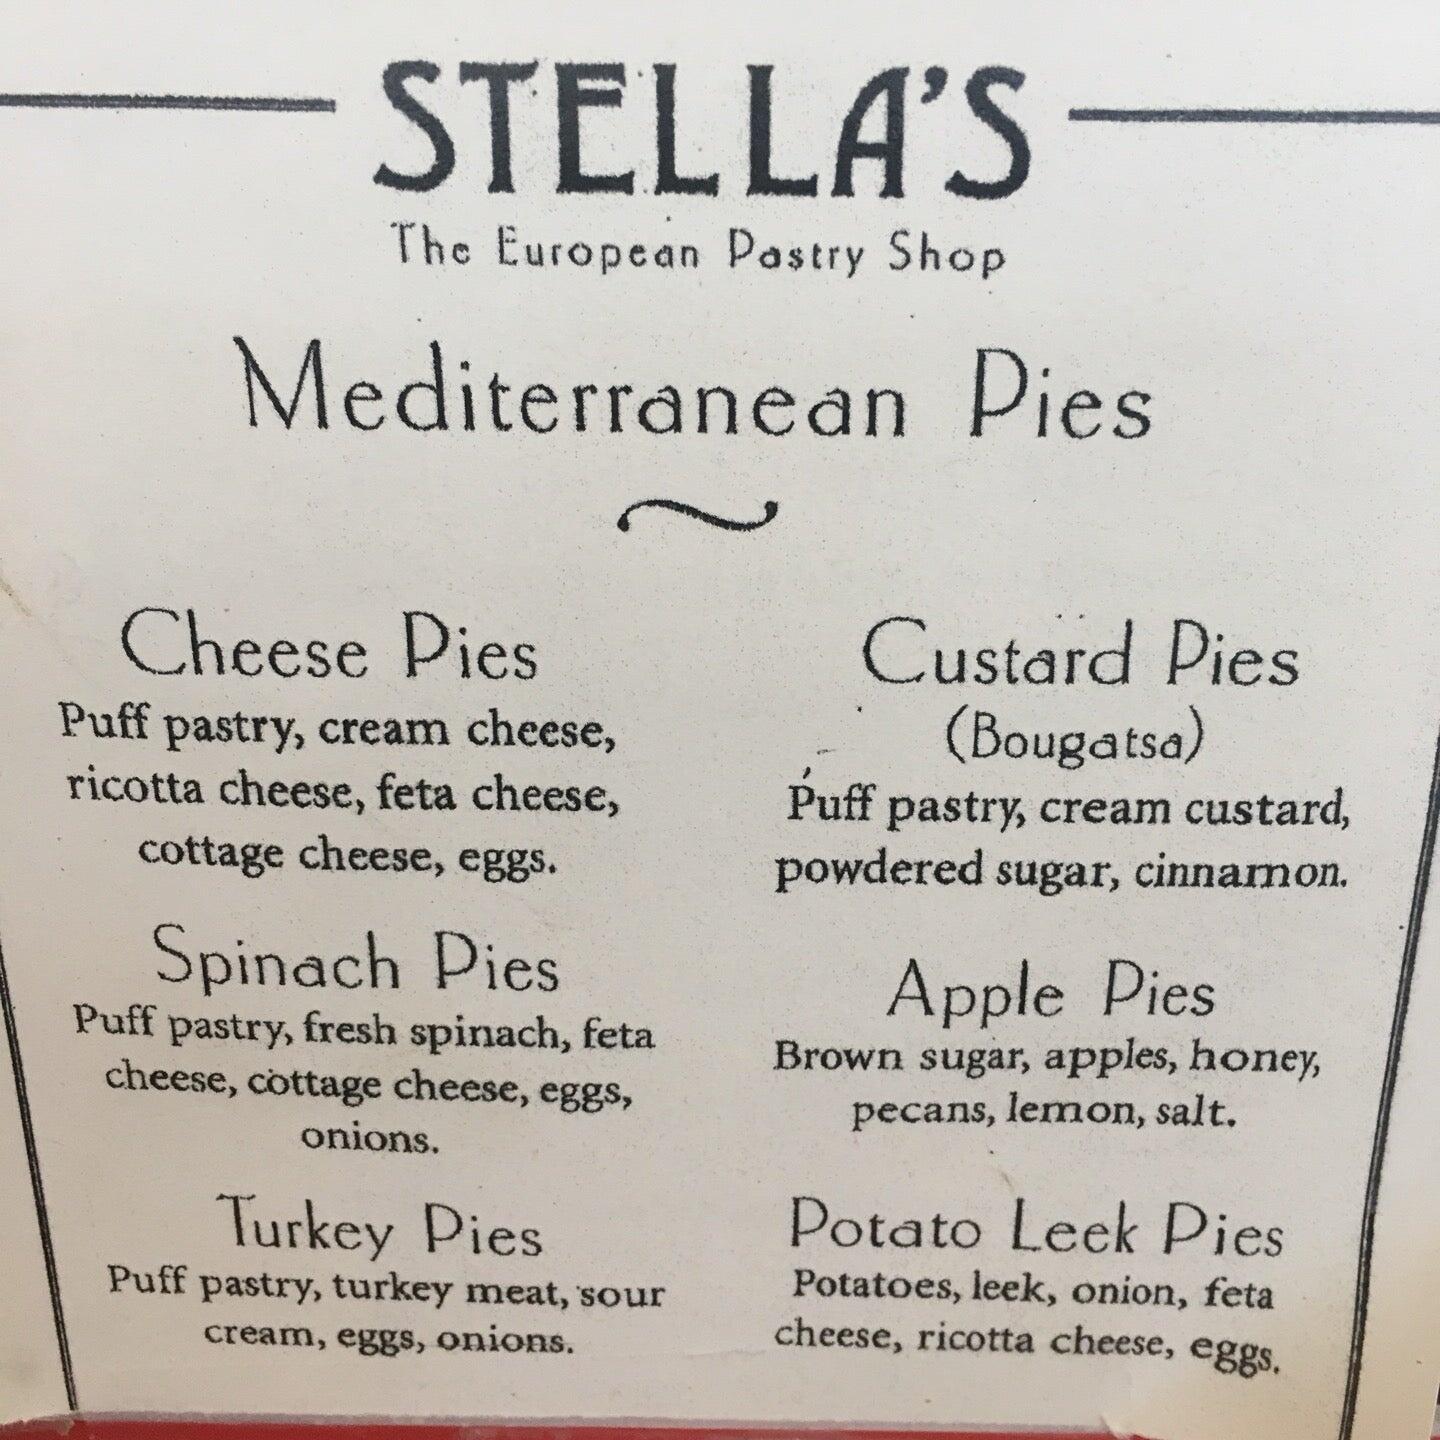 STELLA'S
The European Pastry Shop
Mediterranean Pies
Cheese Pies
Puff pastry, cream cheese,
ricotta cheese, feta cheese,
cottage cheese, eggs.
Spinach Pies
Puff pastry, fresh spinach, feta
cheese, cottage cheese, eggs,
onions.
Turkey Pies
Puff pastry, turkey meat, sour
cream, eggs, onions.
Custard Pies
(Bougatsa)
Puff pastry, cream custard,
powdered sugar, cinnamon.
Apple Pies
Brown sugar, apples, honey,
pecans, lemon, salt.
Potato Leek Pies
Potatoes, leek, onion, feta
cheese, ricotta cheese, eggs.